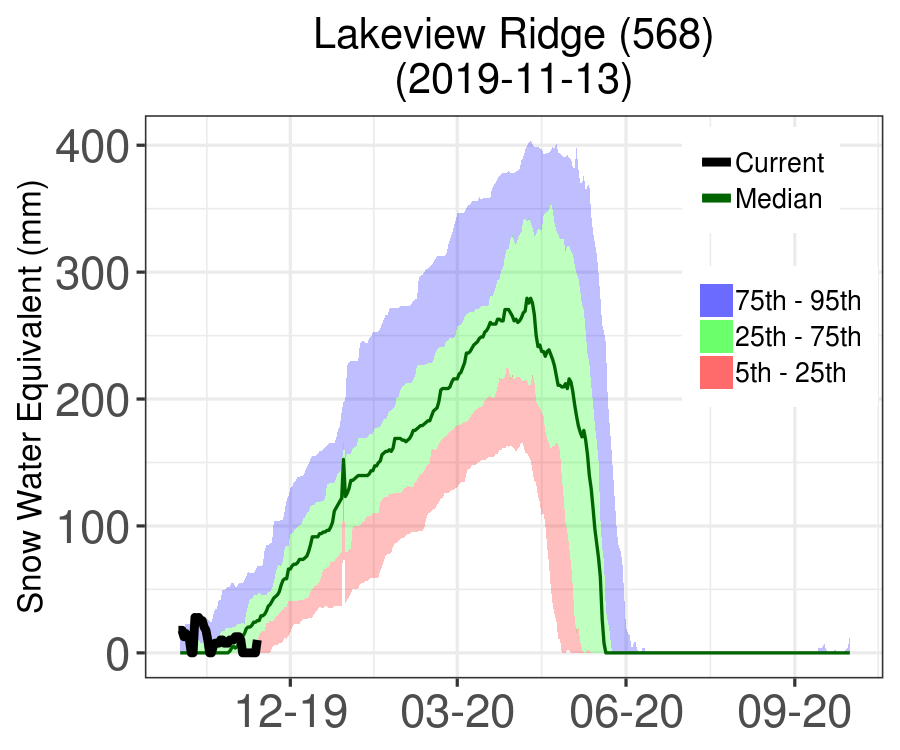 Lakeview Ridge (568)
(2019-11-13)
Snow Water Equivalent (mm)
400
300
200
100
0
12-19
03-20
06-20
09-20
Current
Median
75th - 95th
25th - 75th
5th - 25th